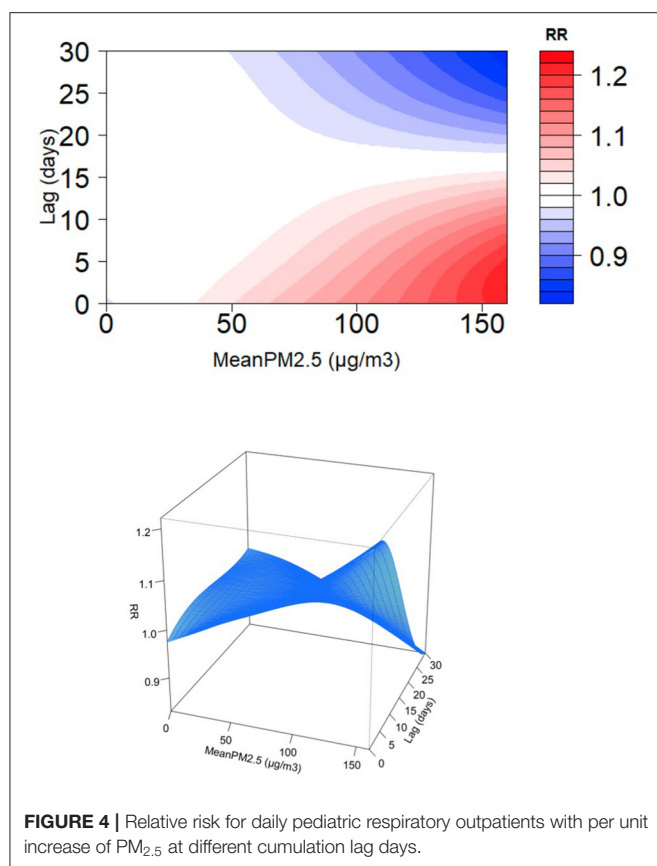 RR
30
25
20
15
10
5
0
Lag (days)
0 50 100 150
MeanPM2.5 (µg/m3)
1.2
1.1
1.0
0.9
1.2
1.1
1.0
0.9
RR
0
50
100
150
MeanPM2.5 (µg/m3)
0
5
10
15
20
25
30
Lag (days)
FIGURE 4 | Relative risk for daily pediatric respiratory outpatients with per unit
increase of PM2.5 at different cumulation lag days.